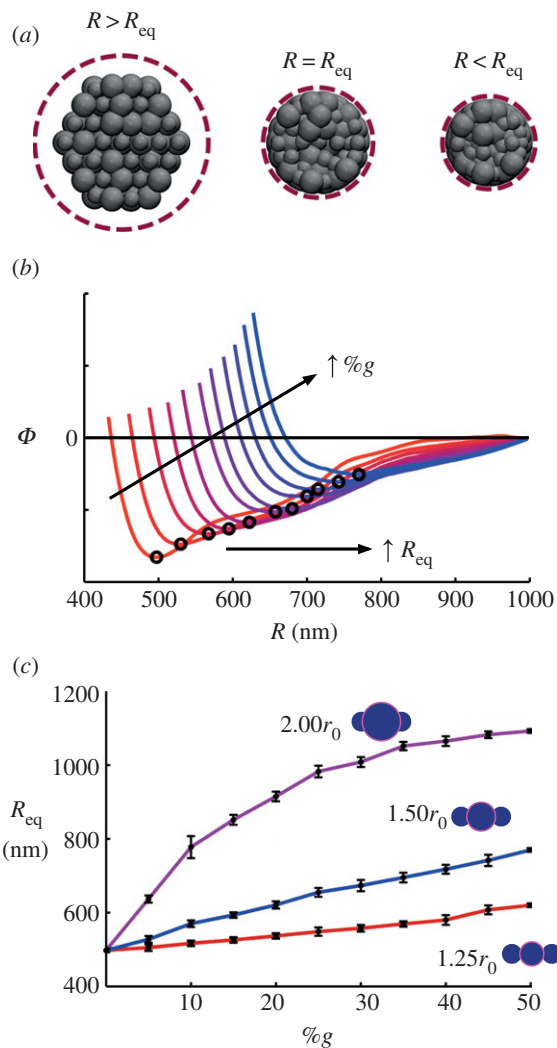 (a)
R > Req
R = Req
R < Req
(b)
↑ %g
Φ
0
↑ Req
400 500 600 700 800 900 1000
R (nm)
(c)
1200
1000
800
600
400
Req
(nm)
2.00r0
1.50r0
1.25r0
10 20 30 40 50
%g